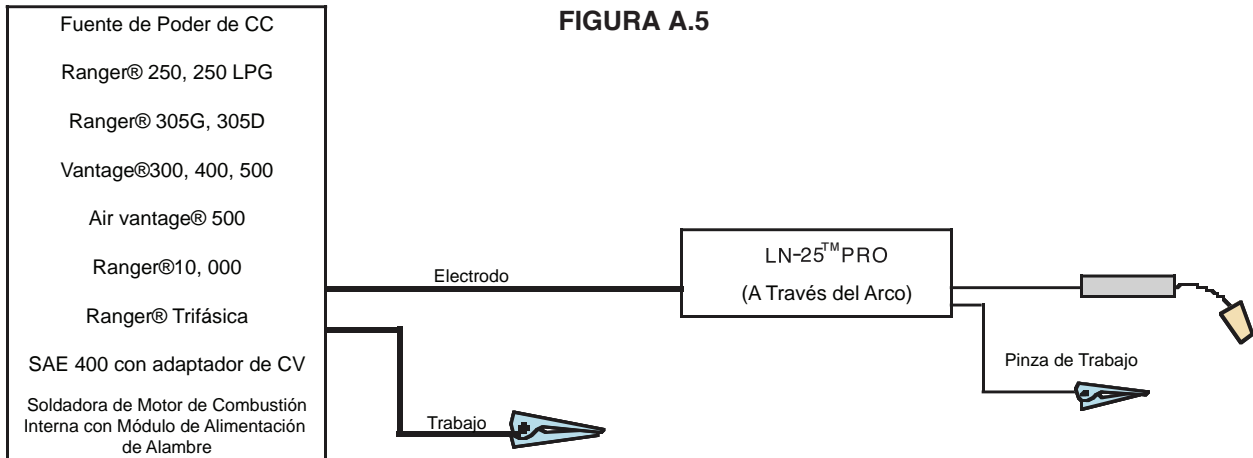 FIGURA A.5
Fuente de Poder de CC
Ranger® 250, 250 LPG
Ranger® 305G, 305D
Vantage®300, 400, 500
Air vantage® 500
Ranger®10, 000
Ranger® Trifásica
SAE 400 con adaptador de CV
Soldadora de Motor de Combustión
Interna con Módulo de Alimentación
de Alambre
Electrodo
Trabajo
LN-25™PRO
(A Través del Arco)
Pinza de Trabajo